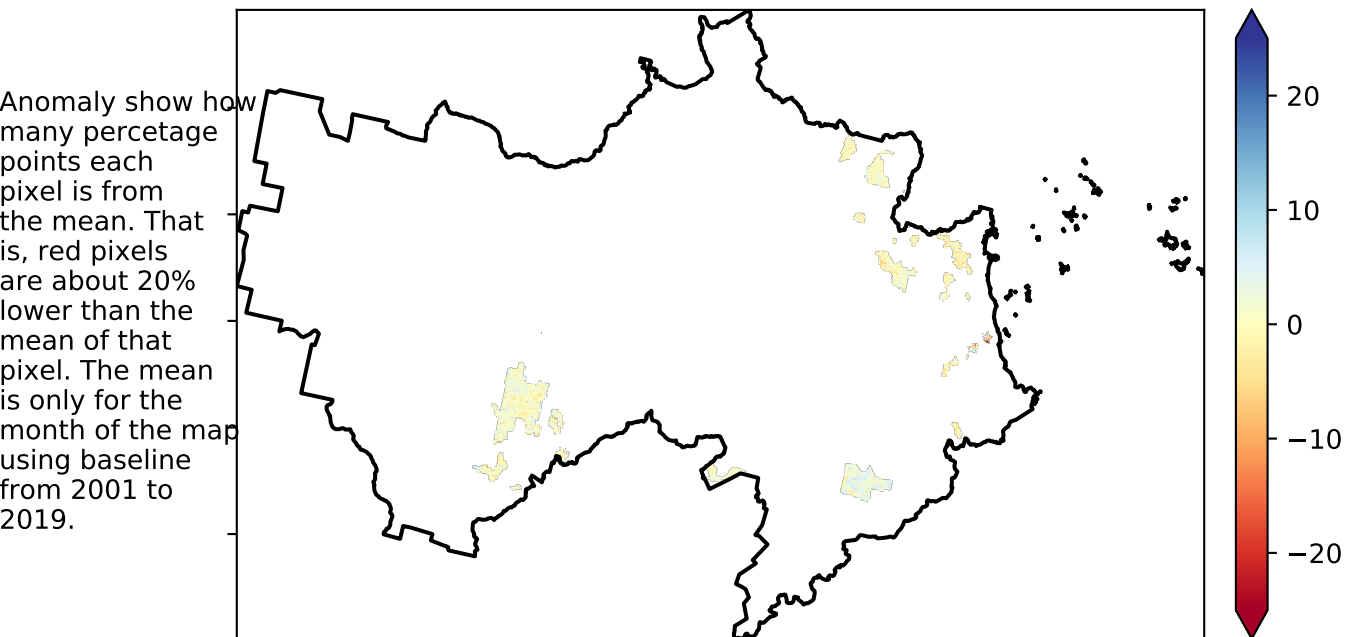 Anomaly show how
many percetage
points each
pixel is from
the mean. That
is, red pixels
are about 20%
lower than the
mean of that
pixel. The mean
is only for the
month of the map
using baseline
from 2001 to
2019.
20
10
0
−10
−20